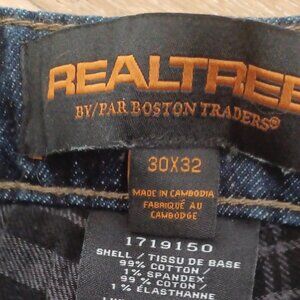 REALTREE
BY/PAR BOSTON TRADERS®
30X32
MADE IN CAMBODIA
FABRIQUÉ AU
CAMBODGE
1719150
SHELL / TISSU DE BASE
99% COTTON /
1% SPANDEX
99 % COTON /
1 % ÉLASTHANNE